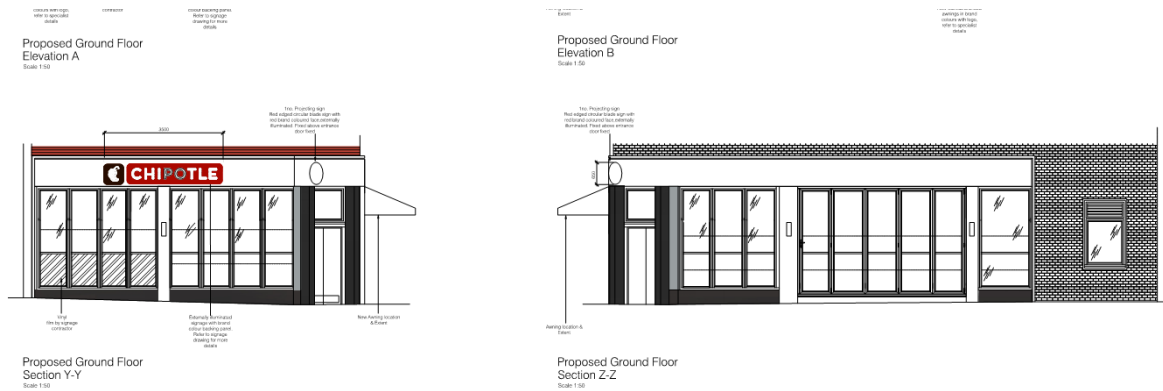 colours with logo,
refer to specialist
details
contractor
colour backing panel.
Refer to signage
drawing for more
details
Extent
awnings in brand
colours with logo,
refer to specialist
details
Proposed Ground Floor
Elevation A
Scale 1:50
Proposed Ground Floor
Elevation B
Scale 1:50
3500
1no. Projecting sign
Red edged circular blade sign with
red brand coloured face externally
illuminated. Fixed above entrance
door fixed
CHIPOTLE
Vinyl
film by signage
contractor
Externally illuminated
signage with brand
colour backing panel
Refer to signage
drawing for more
details
New Awning location
& Extent
1no. Projecting sign
Red edged circular blade sign with
red brand coloured face externally
illuminated. Fixed above entrance
door fixed
Awning location &
Extent
Proposed Ground Floor
Section Y-Y
Scale 1:50
Proposed Ground Floor
Section Z-Z
Scale 1:50